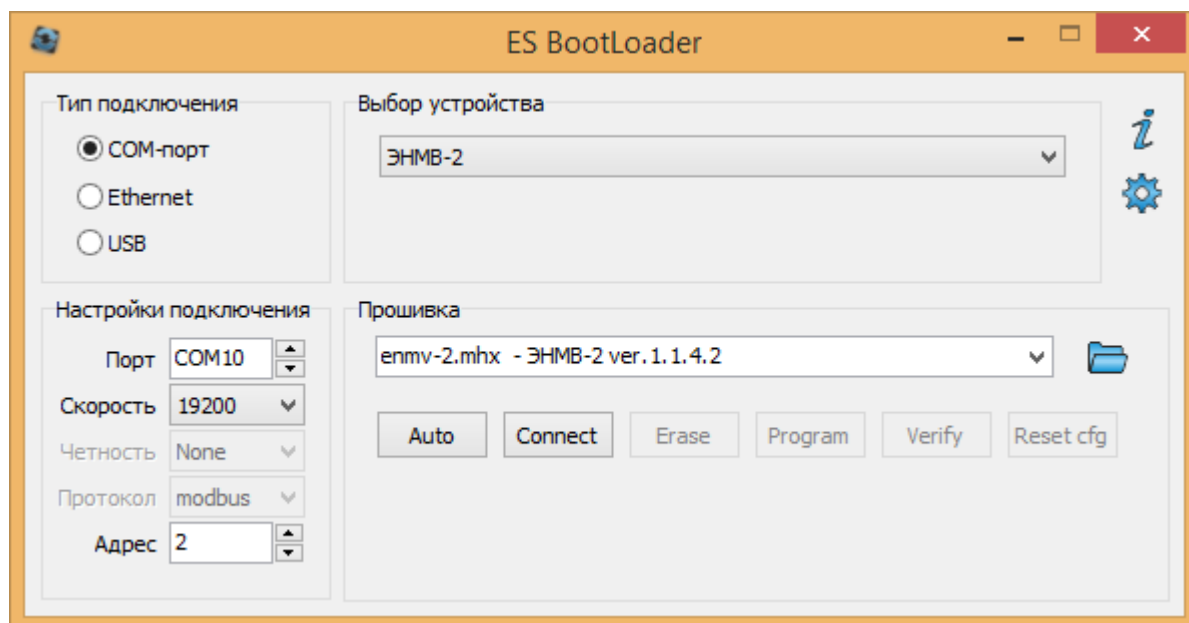 ES BootLoader
Тип подключения
COM-порт
Ethernet
USB
Выбор устройства
ЭНМВ-2
Настройки подключения
Порт COM10
Скорость 19200
Четность None
Протокол modbus
Адрес 2
Прошивка
enmv-2.mhx - ЭНМВ-2 ver.1.1.4.2
Auto Connect Erase Program Verify Reset cfg